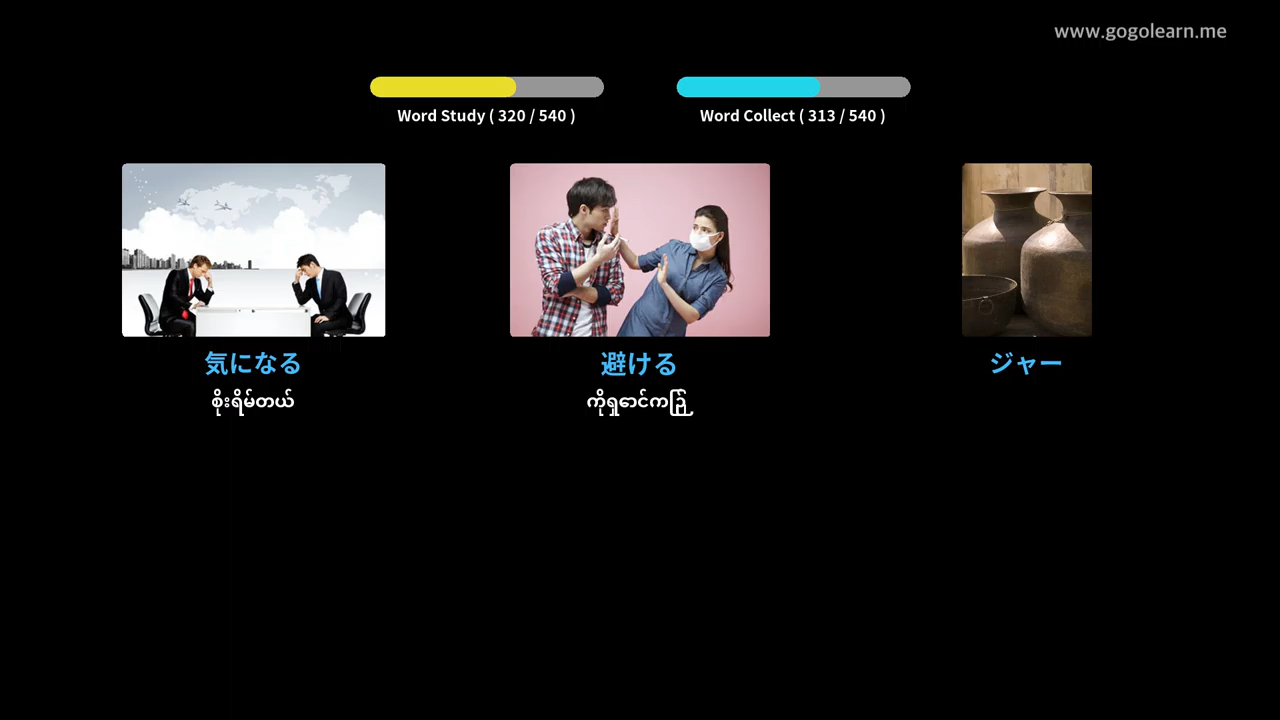 www.gogolearn.me
Word Study ( 320 / 540 )
Word Collect ( 313 / 540 )
気になる
避ける
ジャー
စိုးရိမ်တယ်
ကိုရှောင်ကြဉ်